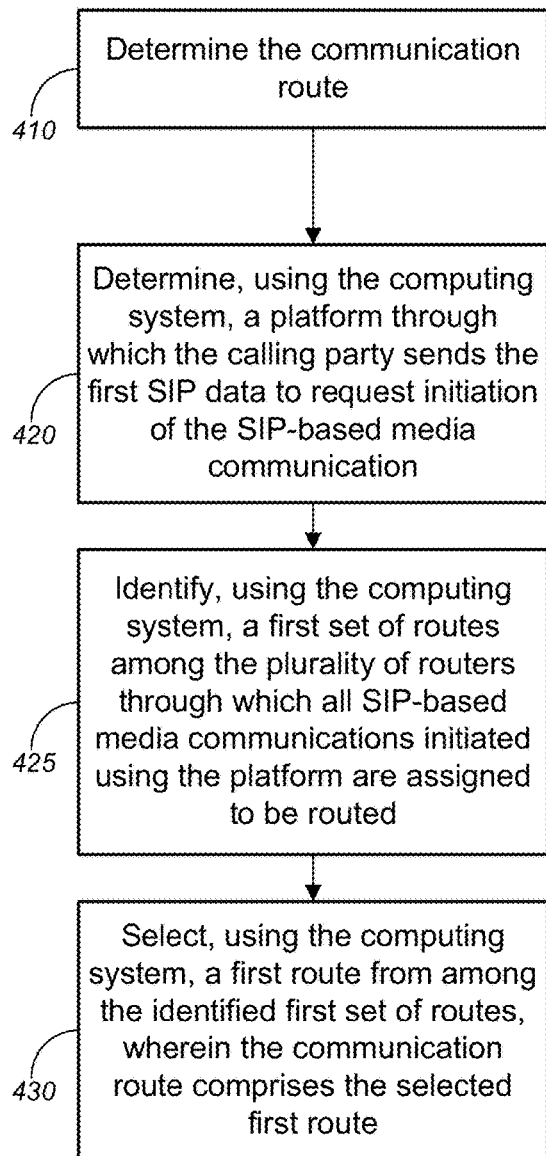 Determine the communication
route
410
Determine, using the computing
system, a platform through
which the calling party sends the
first SIP data to request initiation
of the SIP-based media
communication
420
Identify, using the computing
system, a first set of routes
among the plurality of routers
through which all SIP-based
media communications initiated
using the platform are assigned
to be routed
425
Select, using the computing
system, a first route from among
the identified first set of routes,
wherein the communication
route comprises the selected
first route
430